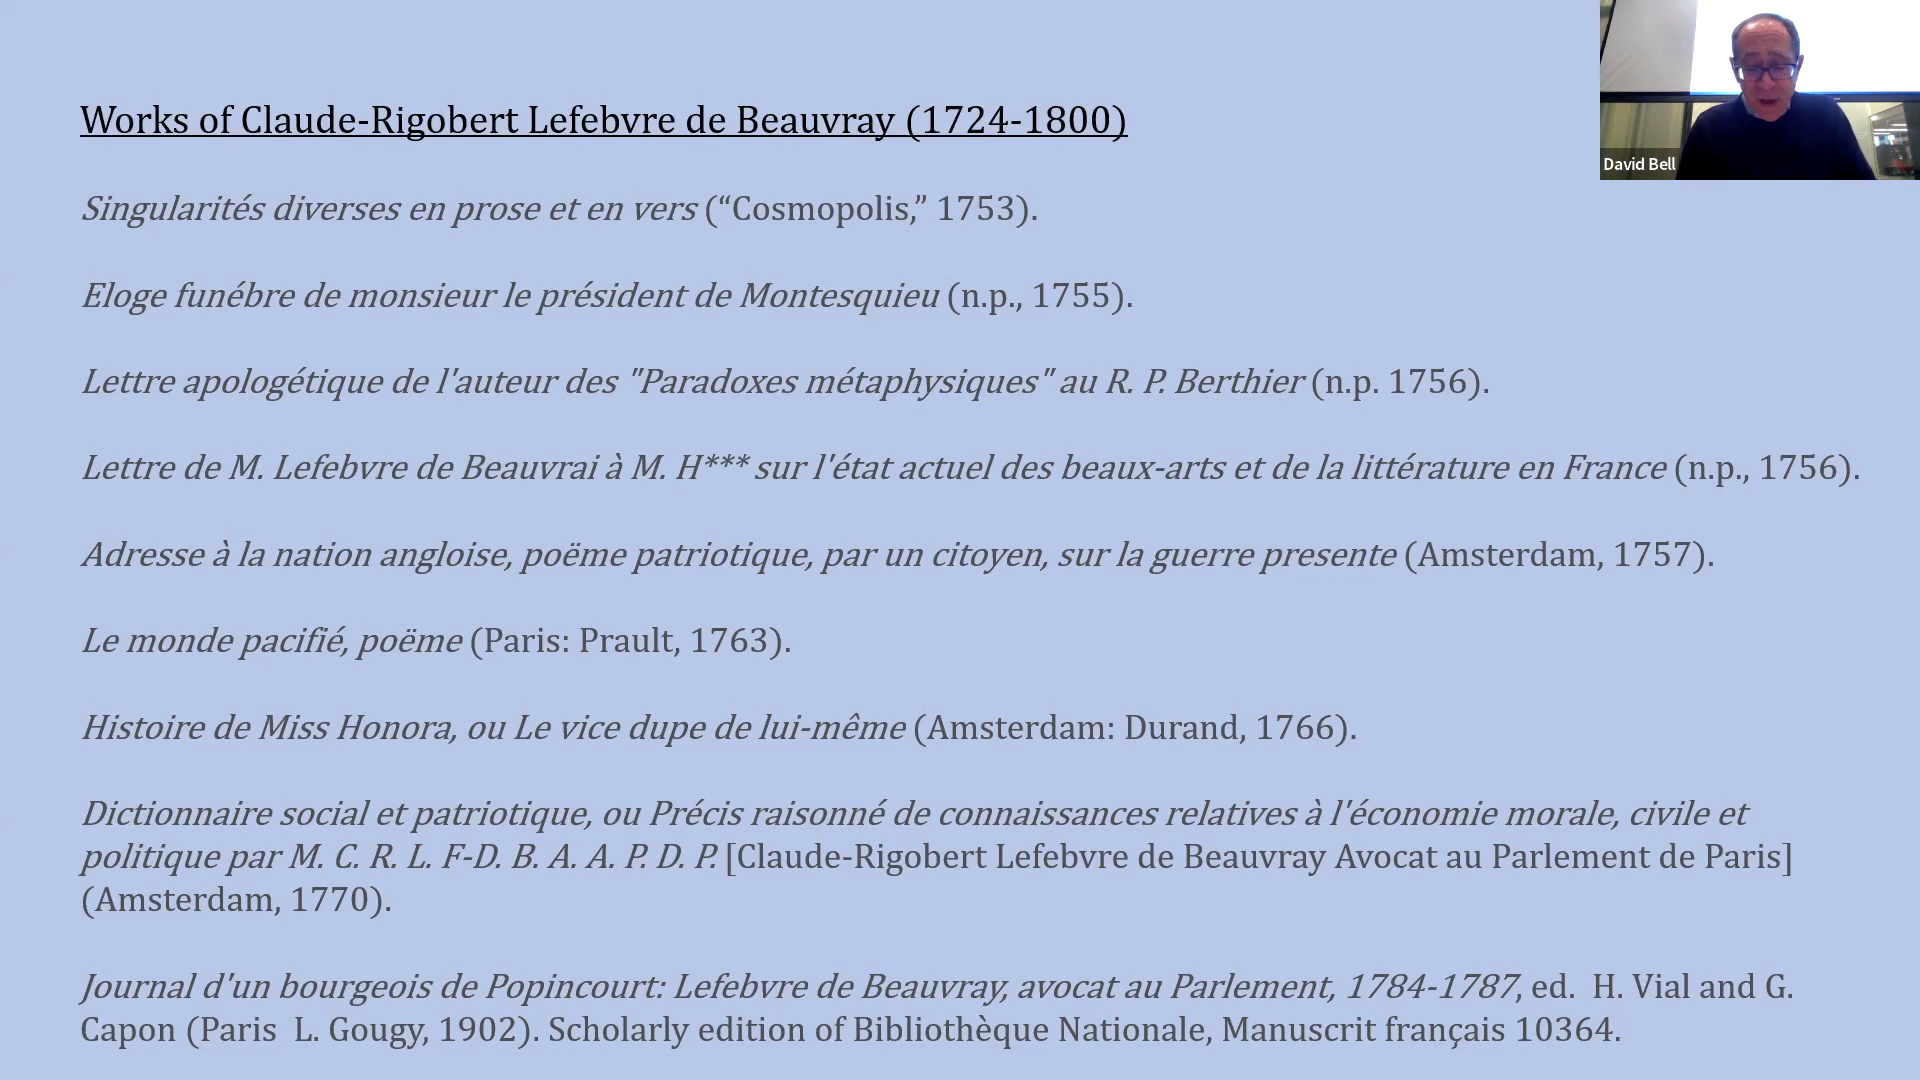 Works of Claude-Rigobert Lefebvre de Beauvray (1724-1800)
Singularités diverses en prose et en vers (“Cosmopolis,” 1753).
Eloge funébre de monsieur le président de Montesquieu (n.p., 1755).
Lettre apologétique de l'auteur des "Paradoxes métaphysiques" au R. P. Berthier (n.p. 1756).
Lettre de M. Lefebvre de Beauvrai à M. H*** sur l'état actuel des beaux-arts et de la littérature en France (n.p., 1756).
Adresse à la nation angloise, poëme patriotique, par un citoyen, sur la guerre presente (Amsterdam, 1757).
Le monde pacifié, poëme (Paris: Prault, 1763).
Histoire de Miss Honora, ou Le vice dupe de lui-même (Amsterdam: Durand, 1766).
Dictionnaire social et patriotique, ou Précis raisonné de connaissances relatives à l'économie morale, civile et
politique par M. C. R. L. F-D. B. A. A. P. D. P. [Claude-Rigobert Lefebvre de Beauvray Avocat au Parlement de Paris]
(Amsterdam, 1770).
Journal d'un bourgeois de Popincourt: Lefebvre de Beauvray, avocat au Parlement, 1784-1787, ed. H. Vial and G.
Capon (Paris L. Gougy, 1902). Scholarly edition of Bibliothèque Nationale, Manuscrit français 10364.
David Bell